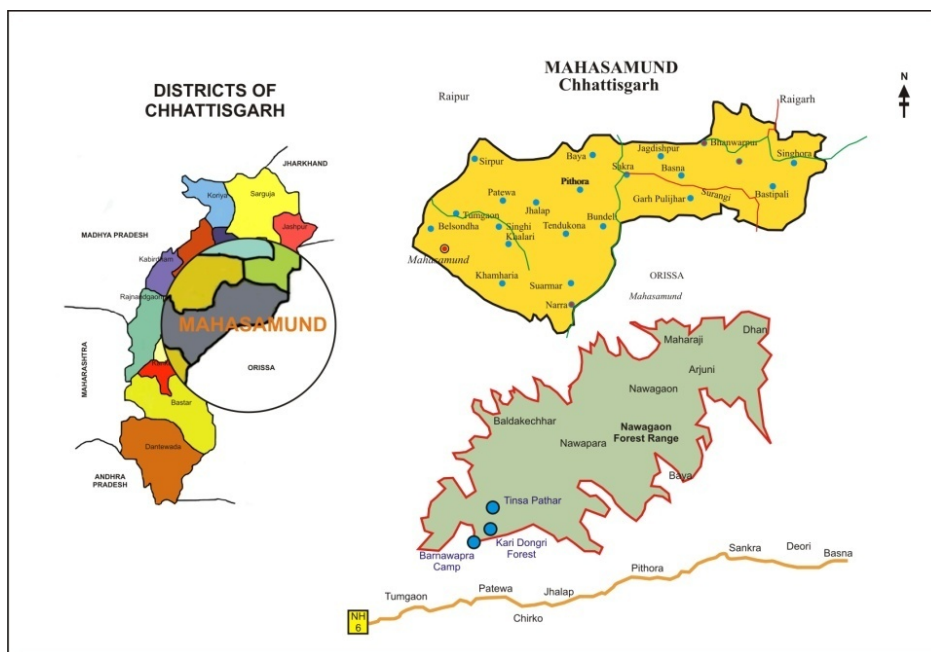 DISTRICTS OF
CHHATTISGARH
JHARKHAND
Koriya
Sarguja
Jashpur
MADHYA PRADESH
Kabirdham
Rajnandgaon
MAHASAMUND
MAHARASHTRA
ORISSA
Bastar
Dantewada
ANDHRA
PRADESH
MAHASAMUND
Chhattisgarh
N
Raipur
Raigarh
Sirpur
Baya
Jagdishpur
Bhanwarpur
Singhora
Sakra
Basna
Pithora
Patewa
Jhalap
Garh Pulijhar
Surangi
Bastipali
Tumgaon
Bundel
Belsondha
Singhi
Kaalari
Tendukona
Mahasamund
Khamharia
Suarmar
ORISSA
Mahasamund
Narra
Dhan
Maharaji
Arjuni
Nawagaon
Baldakechhar
Nawapara
Nawagaon
Forest Range
Baya
Tinsa Pathar
Kari Dongri
Forest
Barnawapra
Camp
NH
6
Tumgaon
Patewa
Chirko
Jhalap
Pithora
Sankra
Deori
Basna